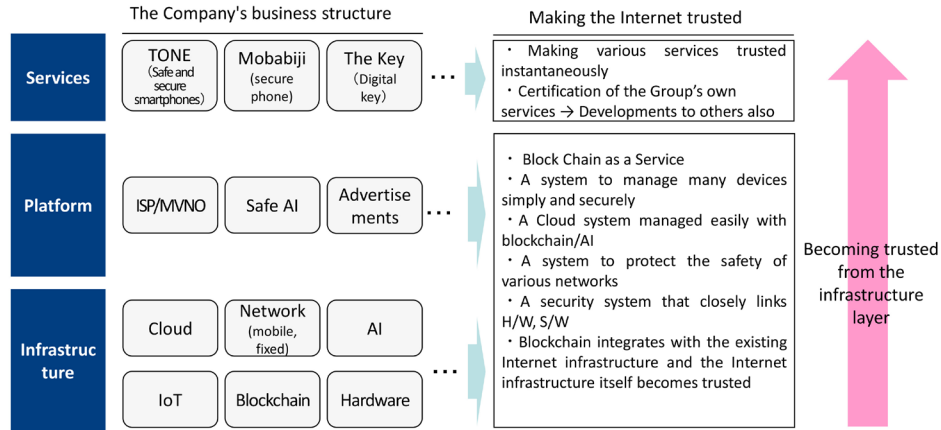 The Company's business structure
Making the Internet trusted
Services
TONE
(Safe and
secure
smartphones)
Mobabiji
(secure
phone)
The Key
(Digital
key)
・・・
・ Making various services trusted
instantaneously
・ Certification of the Group’s own
services → Developments to others also
Platform
ISP/MVNO
Safe AI
Advertise
ments
・・・
・ Block Chain as a Service
・ A system to manage many devices
simply and securely
・ A Cloud system managed easily with
blockchain/AI
・ A system to protect the safety of
various networks
・ A security system that closely links
H/W, S/W
・ Blockchain integrates with the existing
Internet infrastructure and the Internet
infrastructure itself becomes trusted
Infrastruc
ture
Cloud
Network
(mobile,
fixed)
AI
IoT
Blockchain
Hardware
・・・
Becoming trusted
from the
infrastructure
layer